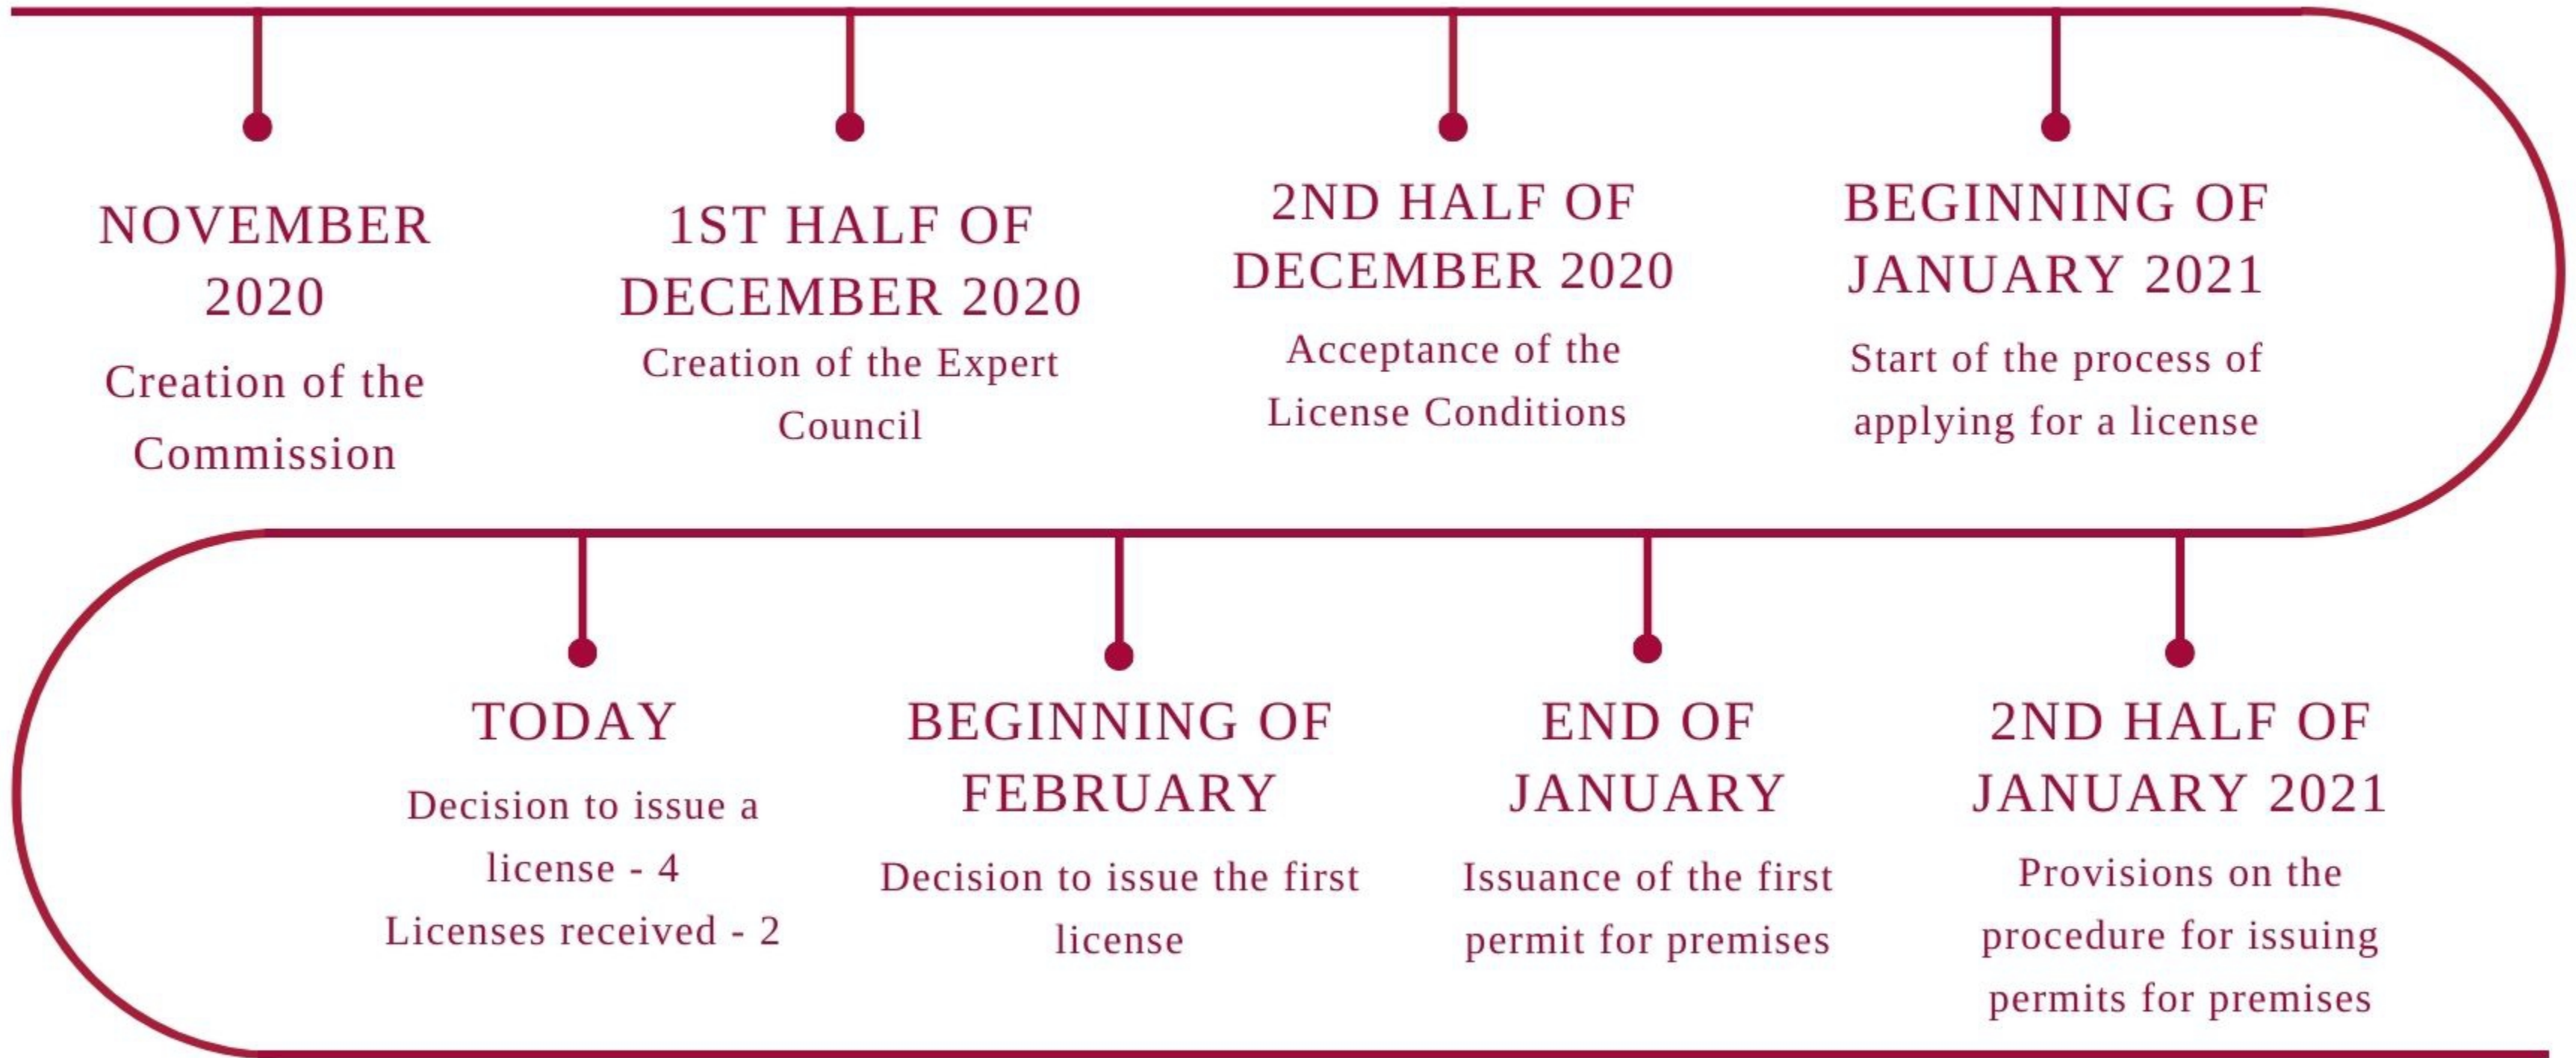 NOVEMBER
2020
Creation of the
Commission
1ST HALF OF
DECEMBER 2020
Creation of the Expert
Council
2ND HALF OF
DECEMBER 2020
Acceptance of the
License Conditions
BEGINNING OF
JANUARY 2021
Start of the process of
applying for a license
2ND HALF OF
JANUARY 2021
Provisions on the
procedure for issuing
permits for premises
END OF
JANUARY
Issuance of the first
permit for premises
BEGINNING OF
FEBRUARY
Decision to issue the first
license
TODAY
Decision to issue a
license - 4
Licenses received - 2